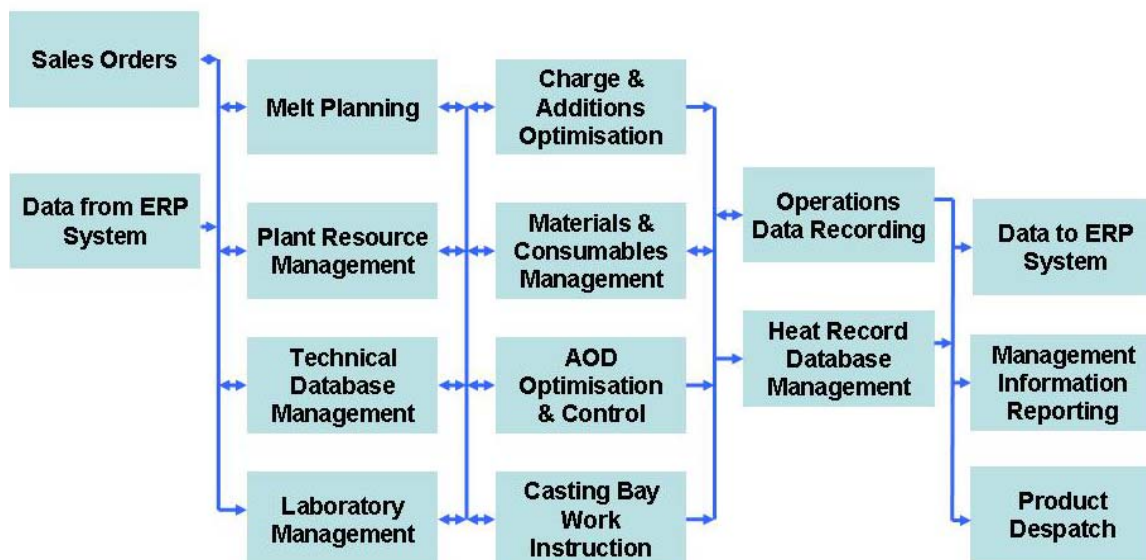 Sales Orders
Data from ERP
System
Melt Planning
Plant Resource
Management
Technical
Database
Management
Laboratory
Management
Charge &
Additions
Optimisation
Materials &
Consumables
Management
AOD
Optimisation
& Control
Casting Bay
Work
Instruction
Operations
Data Recording
Heat Record
Database
Management
Data to ERP
System
Management
Information
Reporting
Product
Despatch